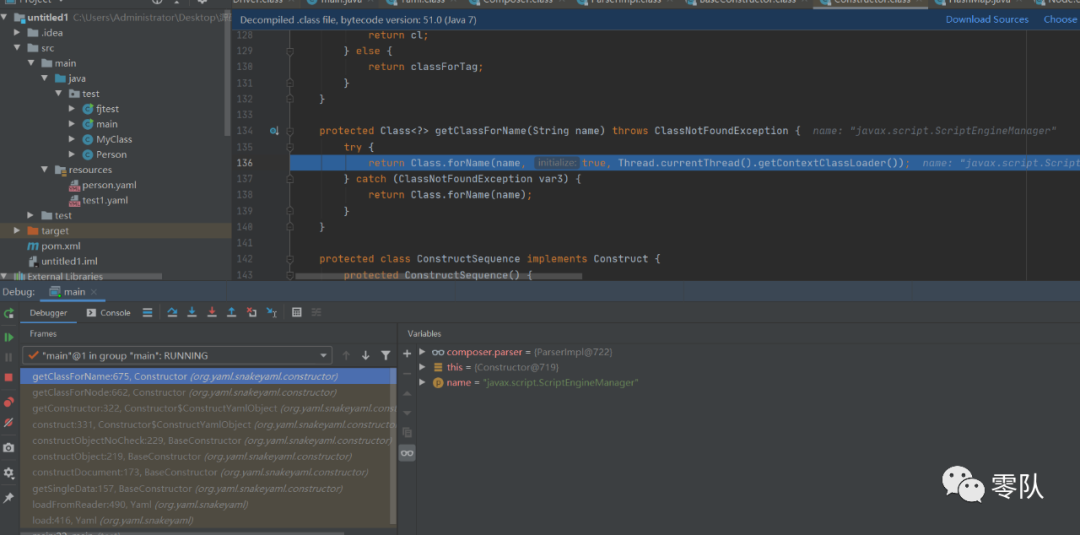 Project
Driver.class
main.java
Yaml.class
Composer.class
ParserImpl.class
BaseConstructor.class
Constructor.class
HashMap.java
untitled1 C:\Users\Administrator\Desktop\
.idea
src
main
java
test
fjtest
main
MyClass
Person
resources
person.yaml
test1.yaml
test
target
pom.xml
untitled1.iml
External Libraries
Decompiled .class file, bytecode version: 51.0 (Java 7)
Download Sources
Choose
128 return cl;
129 } else {
130 return classForTag;
131 }
132 }
133
134 protected Class<?> getClassForName(String name) throws ClassNotFoundException { name: "javax.script.ScriptEngineManager"
135 try {
136 return Class.forName(name, initialize: true, Thread.currentThread().getContextClassLoader()); name: "javax.script.Script
137 } catch (ClassNotFoundException var3) {
138 return Class.forName(name);
139 }
140 }
141
142 protected class ConstructSequence implements Construct {
143 protected ConstructSequence() {
Debug: main
Debugger
Console
Frames
"main"@1 in group "main": RUNNING
getClassForName:675, Constructor (org.yaml.snakeyaml.constructor)
getClassForNode:662, Constructor (org.yaml.snakeyaml.constructor)
getConstructor:322, Constructor$ConstructYamlObject (org.yaml.snakeyaml.const
construct:331, Constructor$ConstructYamlObject (org.yaml.snakeyaml.constructo
constructObjectNoCheck:229, BaseConstructor (org.yaml.snakeyaml.constructor)
constructObject:219, BaseConstructor (org.yaml.snakeyaml.constructor)
constructDocument:173, BaseConstructor (org.yaml.snakeyaml.constructor)
getSingleData:157, BaseConstructor (org.yaml.snakeyaml.constructor)
loadFromReader:490, Yaml (org.yaml.snakeyaml)
load:416, Yaml (org.yaml.snakeyaml)
Variables
composer.parser = {ParserImpl@722}
this = {Constructor@719}
name = "javax.script.ScriptEngineManager"
零队